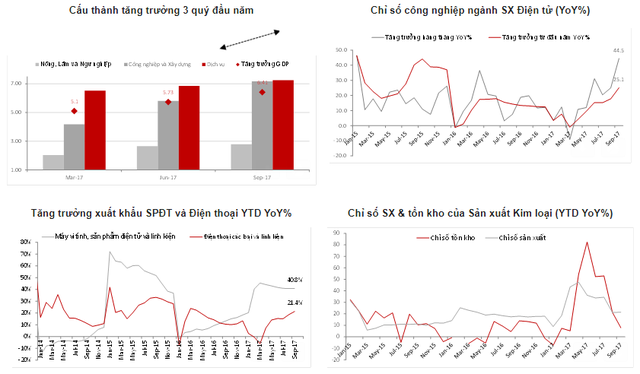 Cấu thành tăng trưởng 3 quý đầu năm
Nông, Lâm và Ngư nghiệp
Công nghiệp và Xây dựng
Dịch vụ
Tăng trưởng GDP
7.00
5.00
3.00
1.00
5.1
Mar-17
Jun-17
Sep-17
Chỉ số công nghiệp ngành SX Điện tử (YoY%)
Tăng trưởng hàng tháng YoY%
Tăng trưởng từ đầu năm YoY%
50.0
40.0
30.0
20.0
10.0
0.0
-10.0
-20.0
44.5
25.1
Jan-15
Mar-15
May-15
Jul-15
Sep-15
Nov-15
Jan-16
Mar-16
May-16
Jul-16
Sep-16
Nov-16
Jan-17
Mar-17
May-17
Jul-17
Sep-17
Tăng trưởng xuất khẩu SPĐT và Điện thoại YTD YoY%
Máy vi tính, sản phẩm điện tử và linh kiện
Điện thoại các loại và linh kiện
80%
70%
60%
50%
40%
30%
20%
10%
0%
-10%
-20%
40.8%
21.4%
Jan-14
Mar-14
May-14
Jul-14
Sep-14
Nov-14
Jan-15
Mar-15
May-15
Jul-15
Sep-15
Nov-15
Jan-16
Mar-16
May-16
Jul-16
Sep-16
Nov-16
Jan-17
Mar-17
May-17
Jul-17
Sep-17
Chỉ số SX & tồn kho của Sản xuất Kim loại (YTD YoY%)
Chỉ số tồn kho
Chỉ số sản xuất
100
80
60
40
20
0
-20
Jan-15
Mar-15
May-15
Jul-15
Sep-15
Nov-15
Jan-16
Mar-16
May-16
Jul-16
Sep-16
Nov-16
Jan-17
Mar-17
May-17
Jul-17
Sep-17